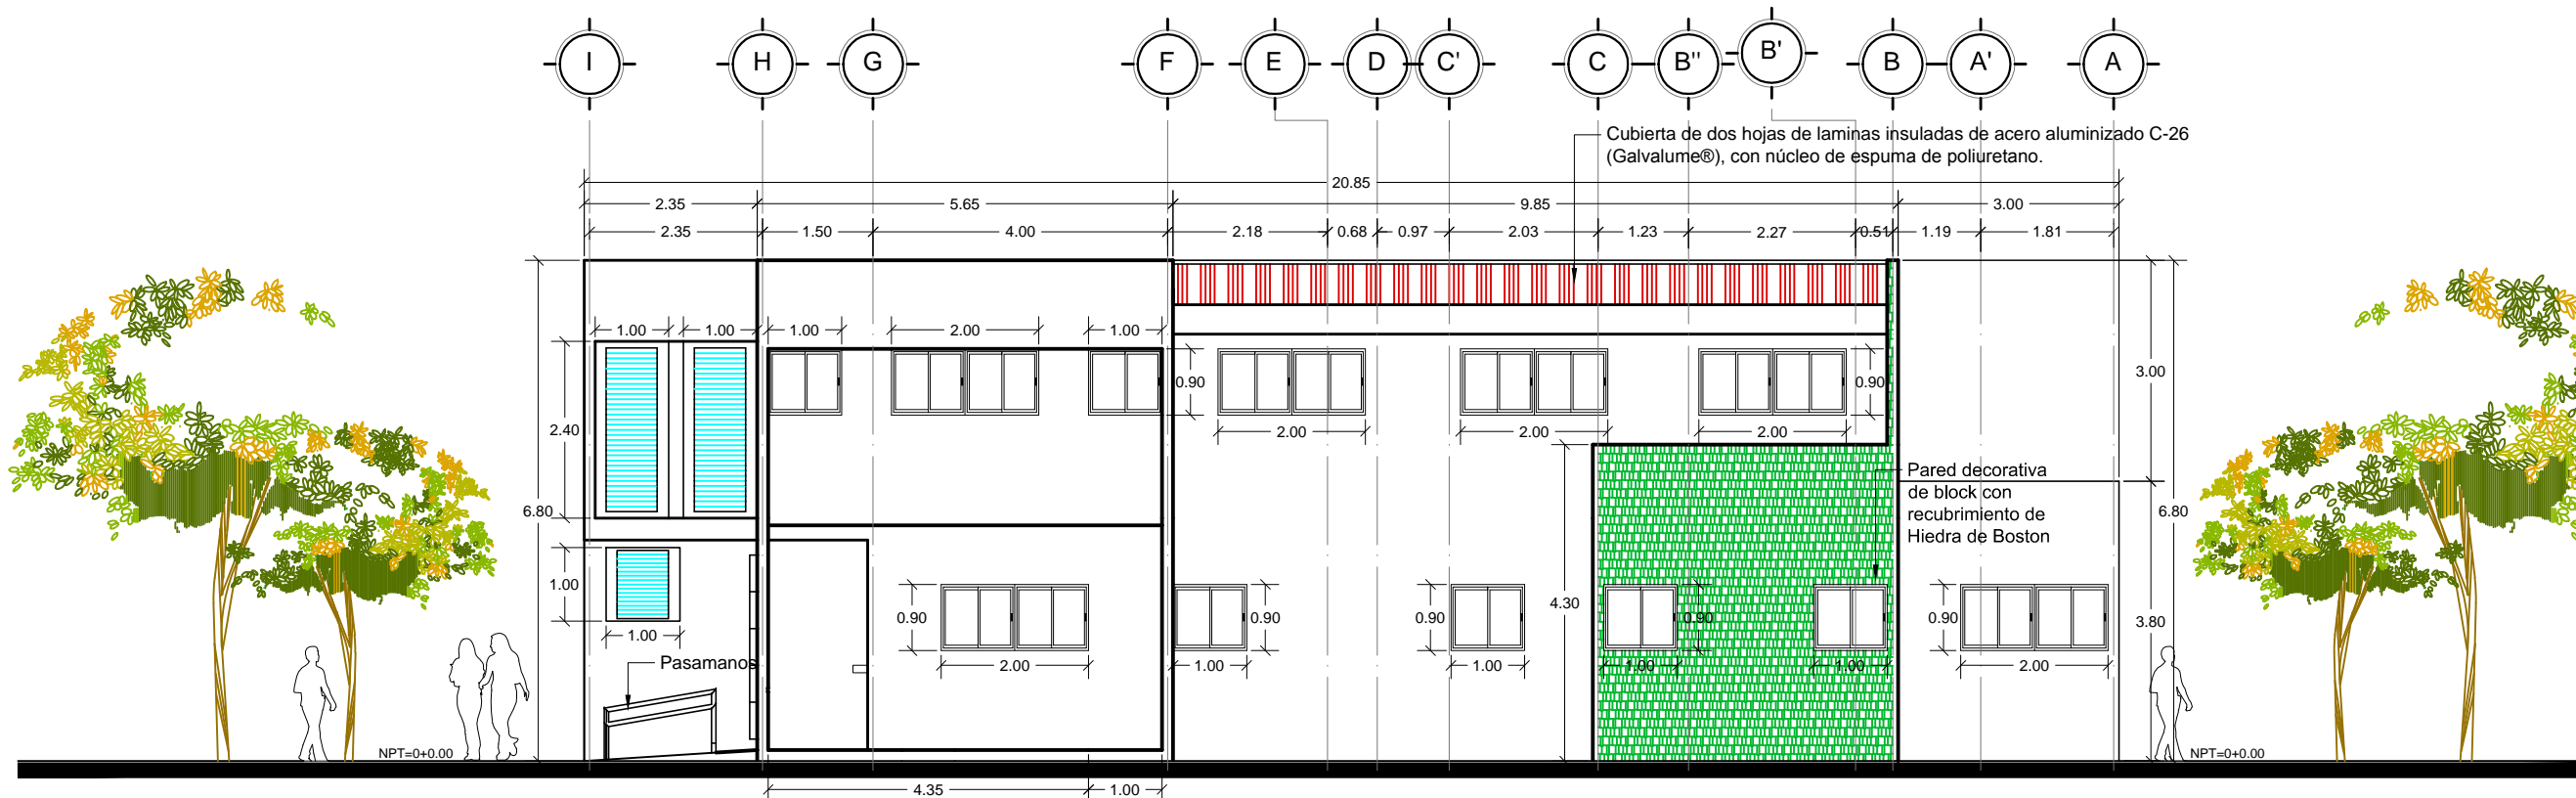 I H G F E D C' C B" B' B A' A
Cubierta de dos hojas de laminas insuladas de acero aluminizado C-26
(Galvalume®), con núcleo de espuma de poliuretano.
20.85
2.35 5.65 9.85 3.00
2.35 1.50 4.00 2.18 0.68 0.97 2.03 1.23 2.27 0.51 1.19 1.81
1.00 1.00 1.00 2.00 1.00
0.90 0.90 3.00
2.40 2.00 2.00 2.00
Pared decorativa
de block con
recubrimiento de
Hiedra de Boston
6.80 6.80
1.00 4.30
0.90 0.90 0.90 0.90 0.90 3.80
1.00 2.00 1.00 1.00 1.00 1.00 2.00
Pasamanos
NPT=0+0.00 NPT=0+0.00
4.35 1.00